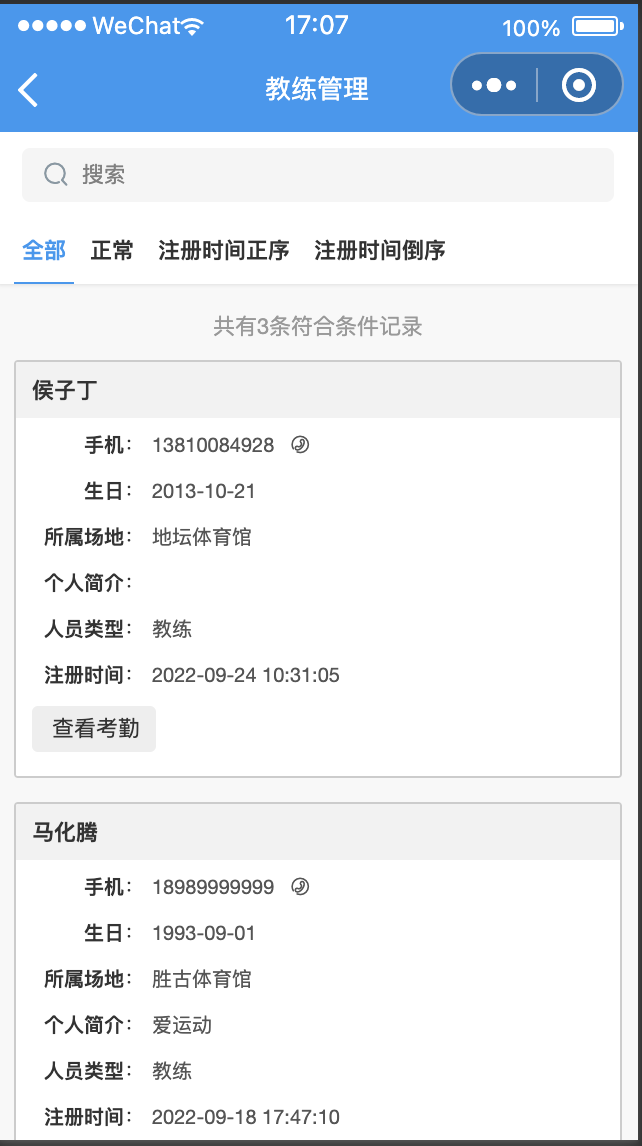 WeChat 17:07 100%
教练管理
搜索
全部 正常 注册时间正序 注册时间倒序
共有3条符合条件记录
侯子丁
手机: 13810084928
生日: 2013-10-21
所属场地: 地坛体育馆
个人简介:
人员类型: 教练
注册时间: 2022-09-24 10:31:05
查看考勤
马化腾
手机: 18989999999
生日: 1993-09-01
所属场地: 胜古体育馆
个人简介: 爱运动
人员类型: 教练
注册时间: 2022-09-18 17:47:10